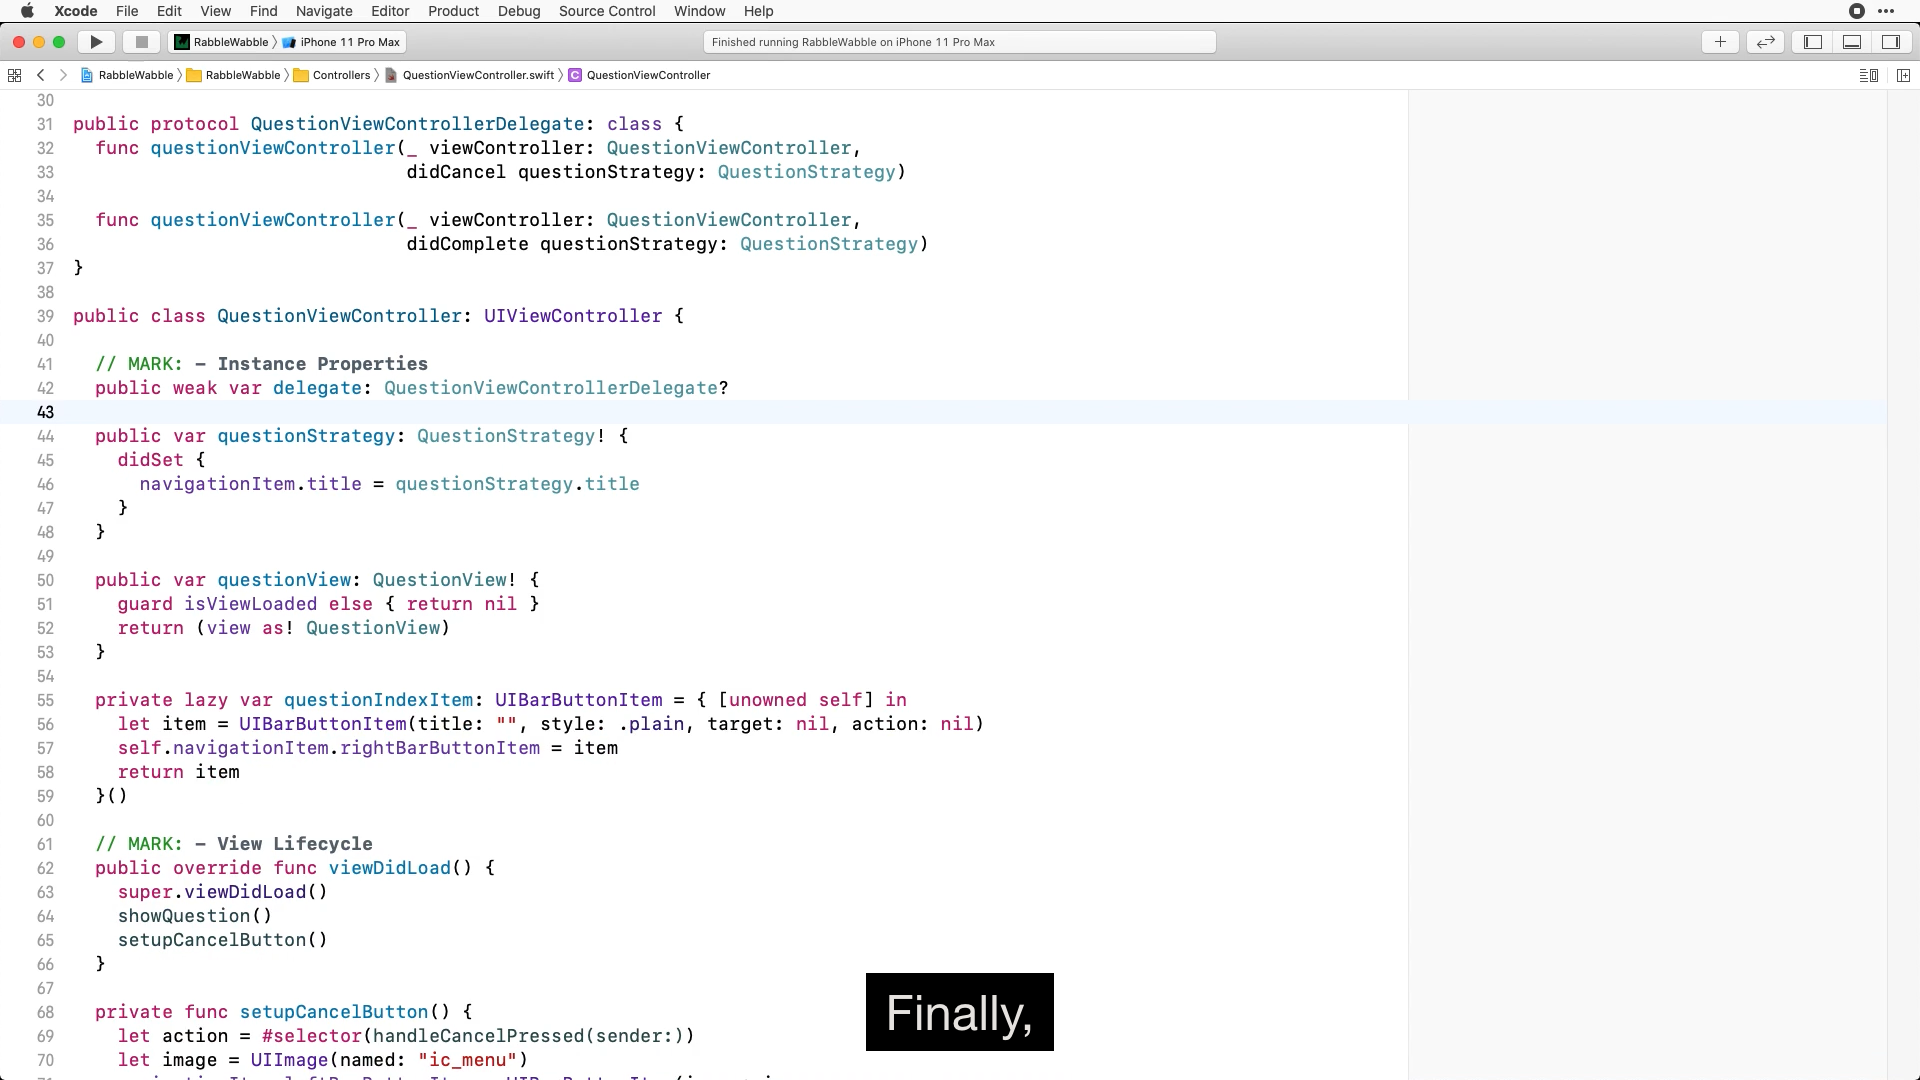 Xcode File Edit View Find Navigate Editor Product Debug Source Control Window Help
RabbleWabble iPhone 11 Pro Max Finished running RabbleWabble on iPhone 11 Pro Max
RabbleWabble RabbleWabble Controllers QuestionViewController.swift C QuestionViewController
30
31 public protocol QuestionViewControllerDelegate: class {
32 func questionViewController(_ viewController: QuestionViewController,
33 didCancel questionStrategy: QuestionStrategy)
34
35 func questionViewController(_ viewController: QuestionViewController,
36 didComplete questionStrategy: QuestionStrategy)
37 }
38
39 public class QuestionViewController: UIViewController {
40
41 // MARK: - Instance Properties
42 public weak var delegate: QuestionViewControllerDelegate?
43
44 public var questionStrategy: QuestionStrategy! {
45 didSet {
46 navigationItem.title = questionStrategy.title
47 }
48 }
49
50 public var questionView: QuestionView! {
51 guard isViewLoaded else { return nil }
52 return (view as! QuestionView)
53 }
54
55 private lazy var questionIndexItem: UIBarButtonItem = { [unowned self] in
56 let item = UIBarButtonItem(title: "", style: .plain, target: nil, action: nil)
57 self.navigationItem.rightBarButtonItem = item
58 return item
59 }()
60
61 // MARK: - View Lifecycle
62 public override func viewDidLoad() {
63 super.viewDidLoad()
64 showQuestion()
65 setupCancelButton()
66 }
67
68 private func setupCancelButton() {
69 let action = #selector(handleCancelPressed(sender:))
70 let image = UIImage(named: "ic_menu")
Finally,